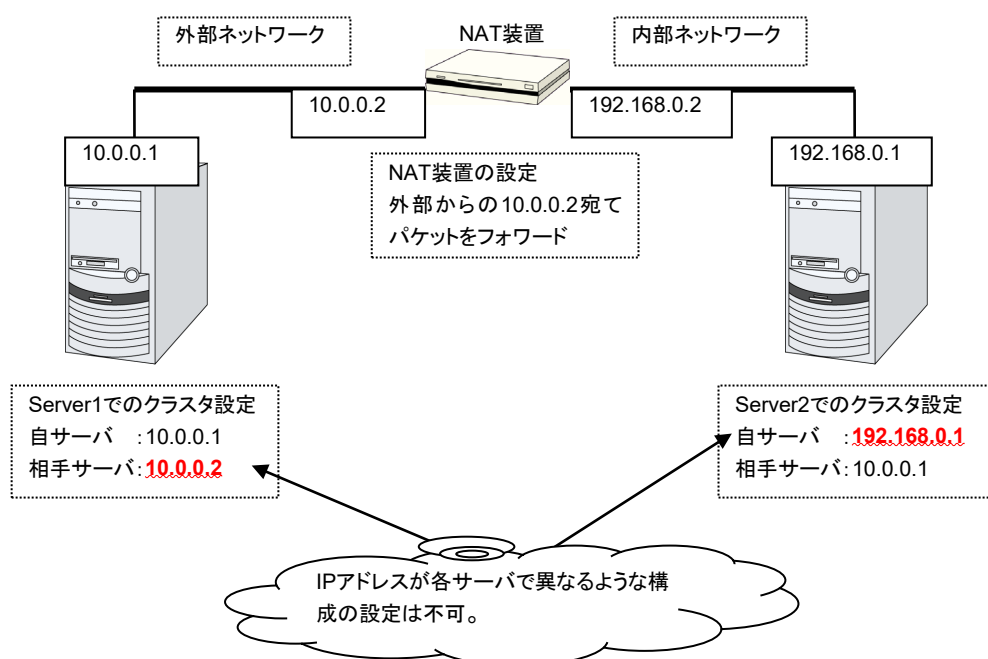 外部ネットワーク
NAT装置
内部ネットワーク
10.0.0.2
192.168.0.2
10.0.0.1
192.168.0.1
NAT装置の設定
外部からの10.0.0.2宛て
パケットをフォワード
Server1でのクラスタ設定
自サーバ :10.0.0.1
相手サーバ:10.0.0.2
Server2でのクラスタ設定
自サーバ :192.168.0.1
相手サーバ:10.0.0.1
IPアドレスが各サーバで異なるような構
成の設定は不可。